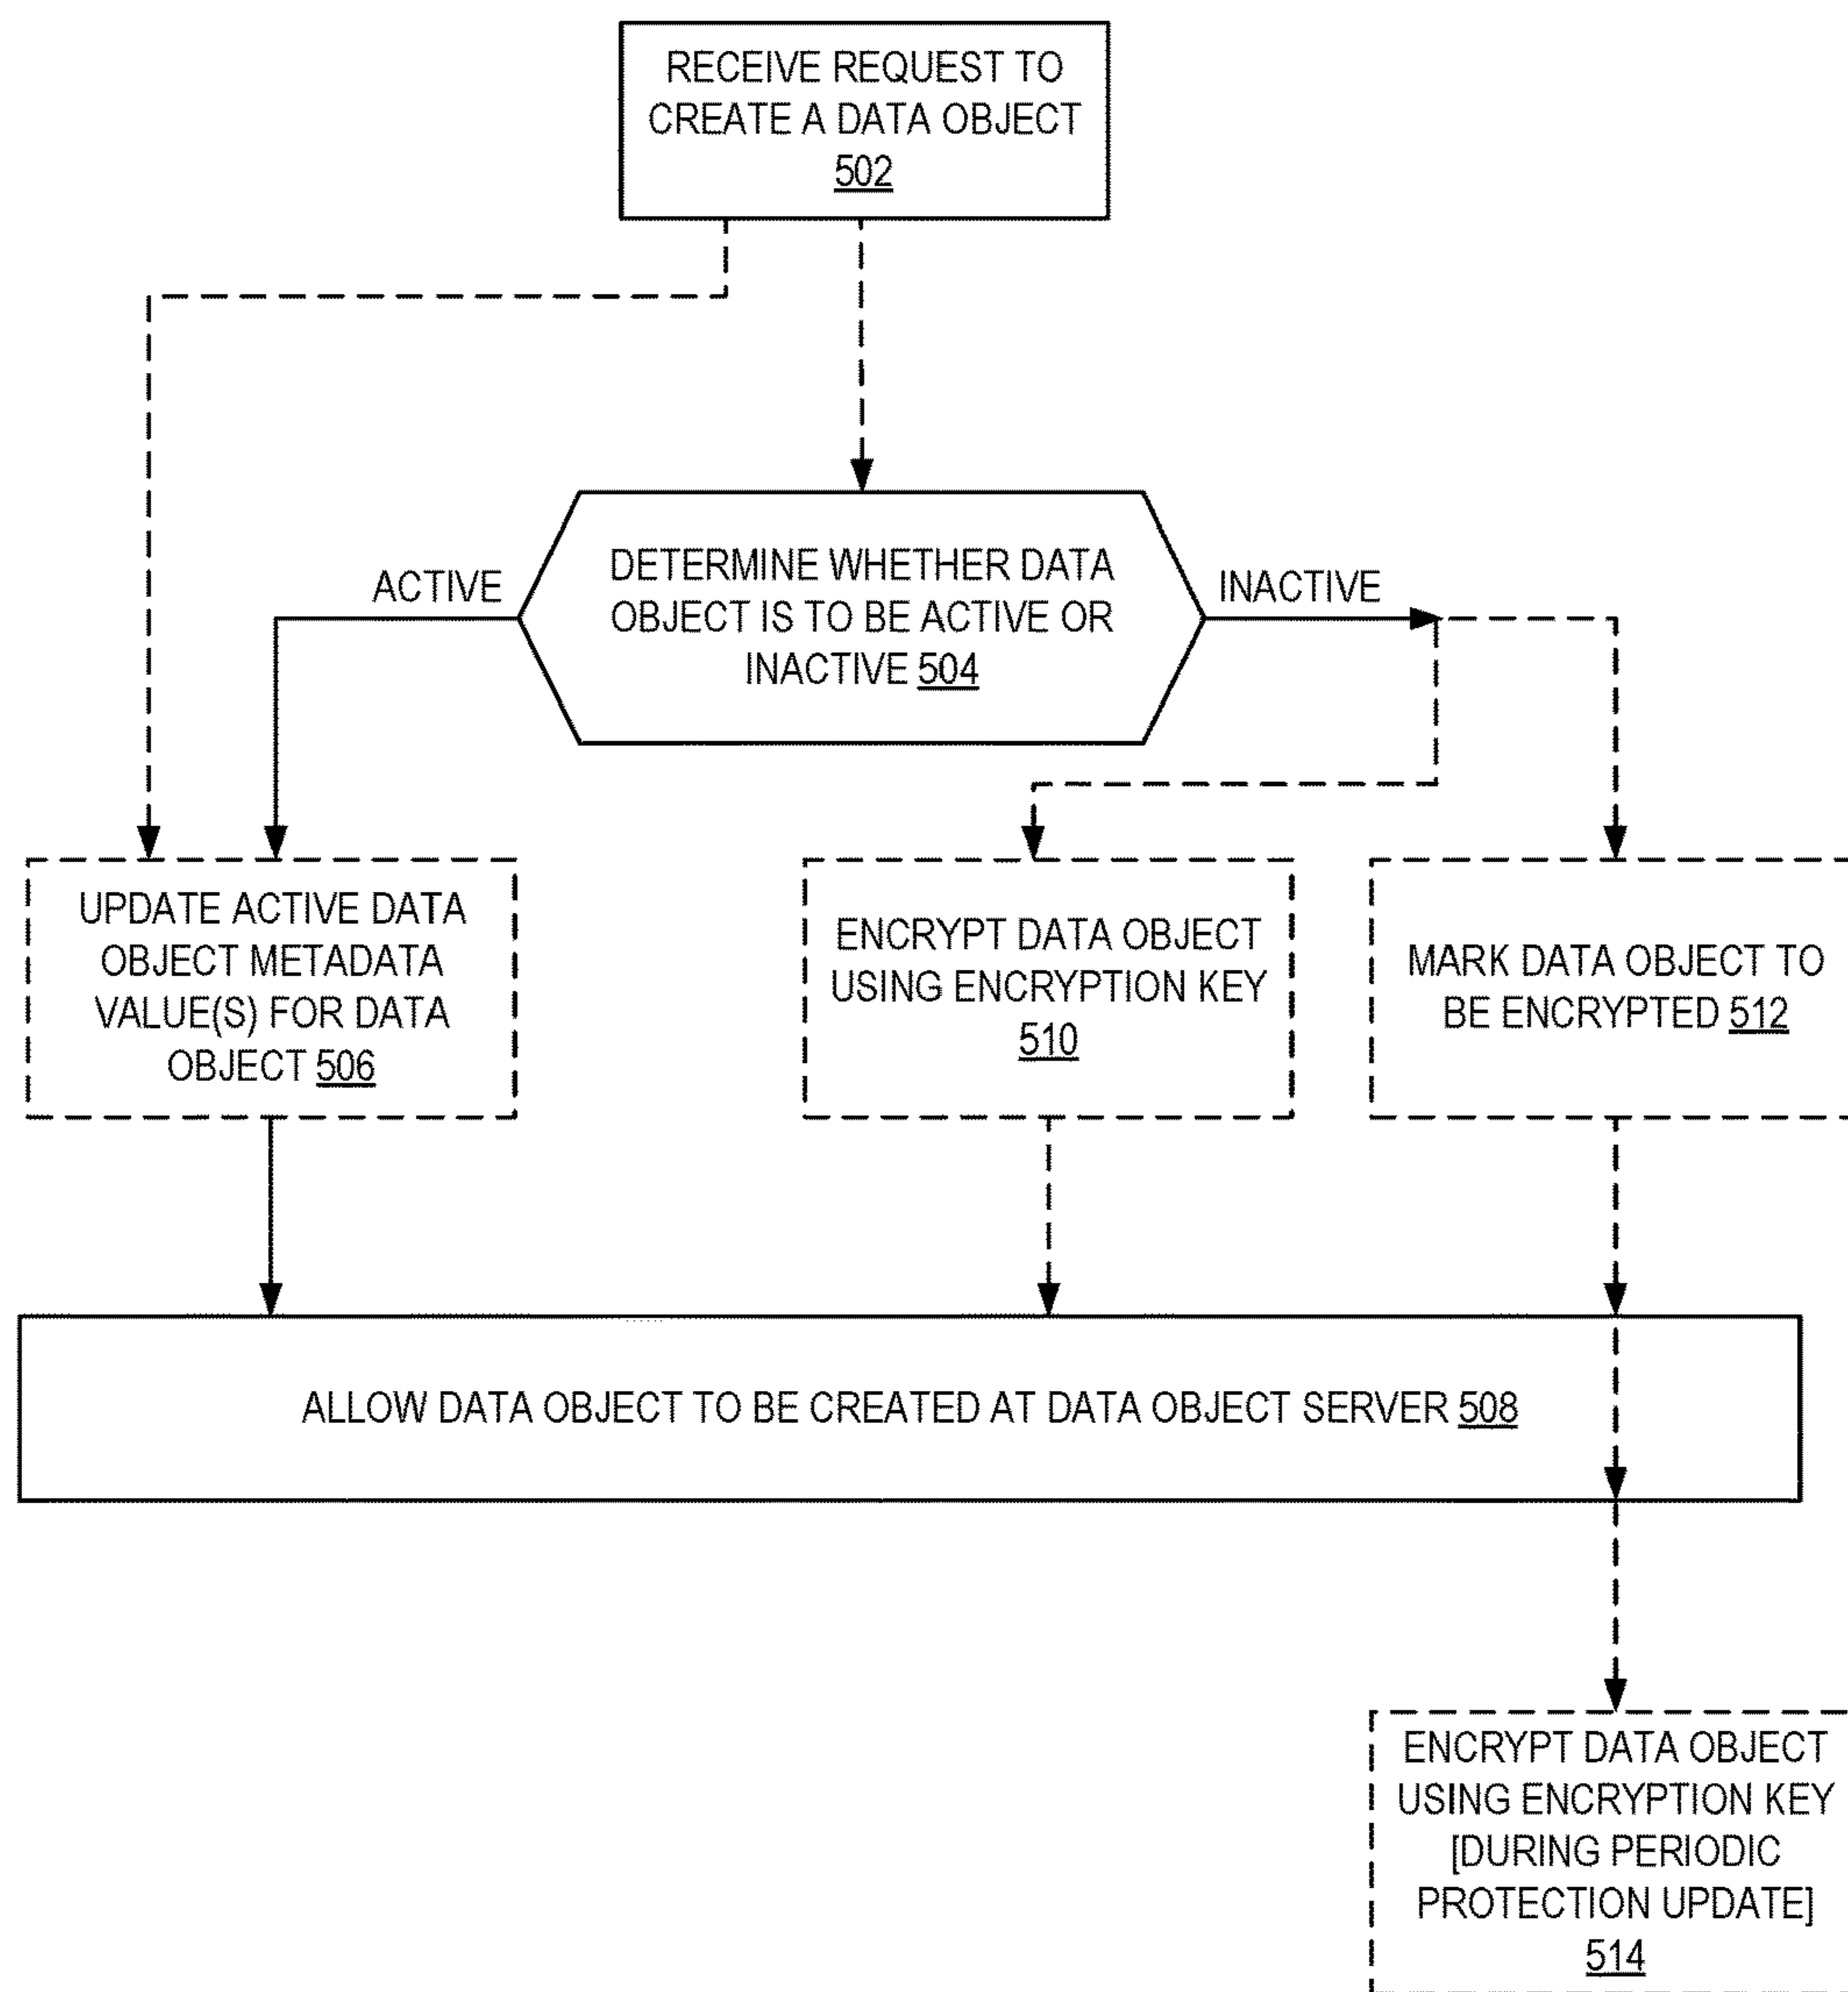 RECEIVE REQUEST TO
CREATE A DATA OBJECT
502
ACTIVE
DETERMINE WHETHER DATA
OBJECT IS TO BE ACTIVE OR
INACTIVE 504
INACTIVE
UPDATE ACTIVE DATA
OBJECT METADATA
VALUE(S) FOR DATA
OBJECT 506
ENCRYPT DATA OBJECT
USING ENCRYPTION KEY
510
MARK DATA OBJECT TO
BE ENCRYPTED 512
ALLOW DATA OBJECT TO BE CREATED AT DATA OBJECT SERVER 508
ENCRYPT DATA OBJECT
USING ENCRYPTION KEY
[DURING PERIODIC
PROTECTION UPDATE]
514